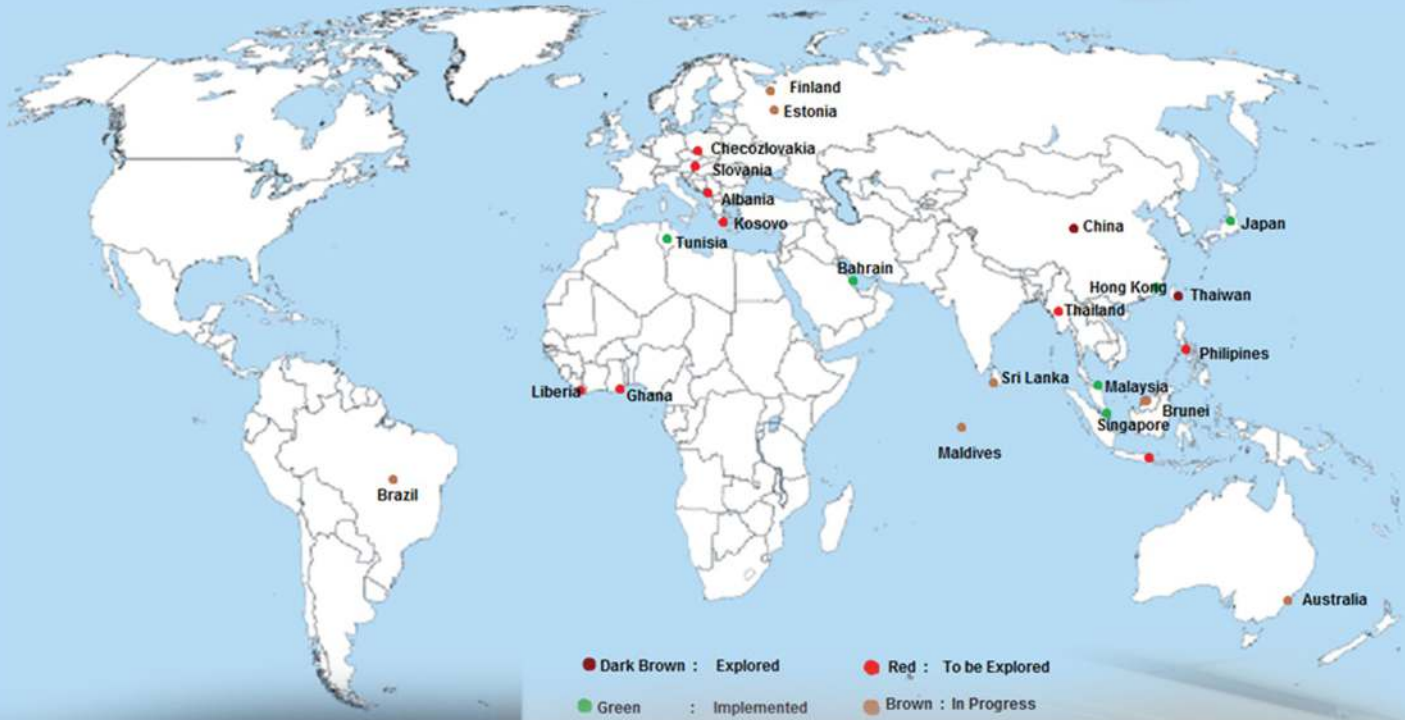 Finland
Estonia
Checozlovakia
Slovania
Albania
Kosovo
Tunisia
China
Japan
Bahrain
Hong Kong
Thaiwan
Thailand
Philipines
Sri Lanka
Malaysia
Liberia
Ghana
Brunei
Singapore
Maldives
Brazil
Australia
Dark Brown : Explored
Red : To be Explored
Green : Implemented
Brown : In Progress